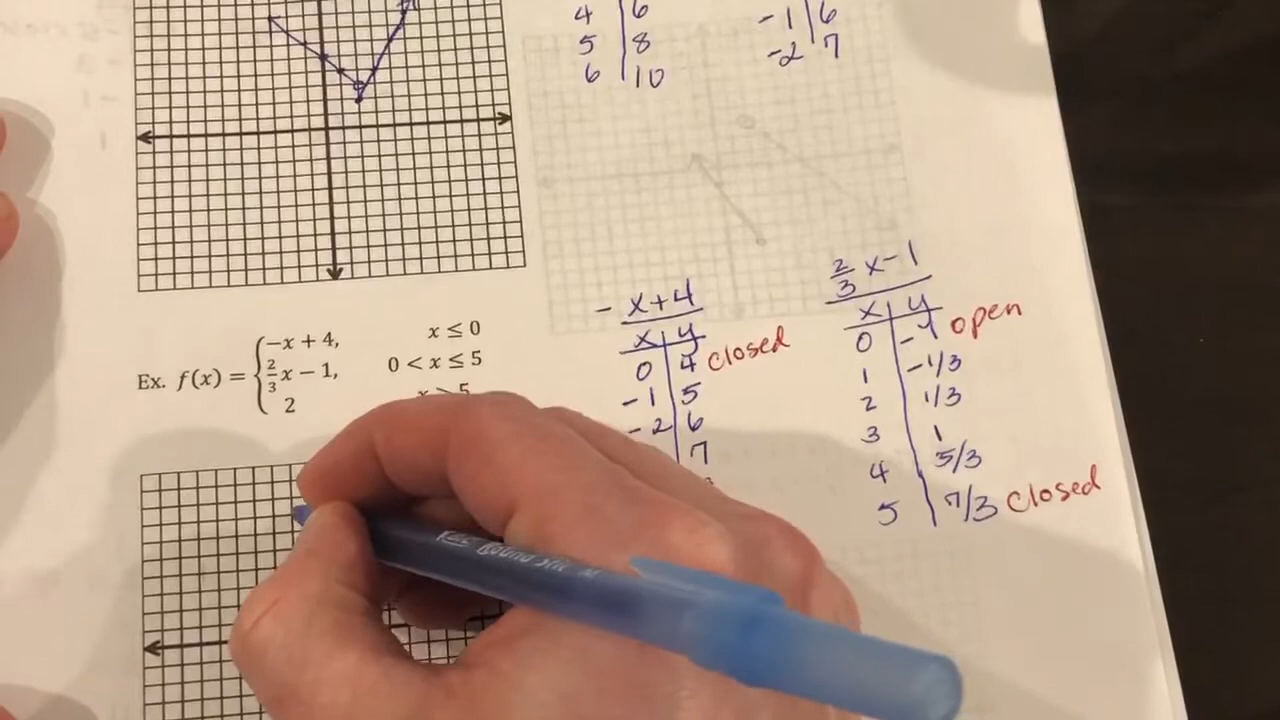 4 | 6
5 | 8
6 | 10
-1 | 6
-2 | 7
Ex. f(x) = { -x + 4, x ≤ 0
2/3 x - 1, 0 < x ≤ 5
2
-x+4
x | y
0 | 4 closed
-1 | 5
-2 | 6
7
2/3 x-1
x | y
0 | -1 open
1 | -1/3
2 | 1/3
3 | 1
4 | 5/3
5 | 7/3 closed